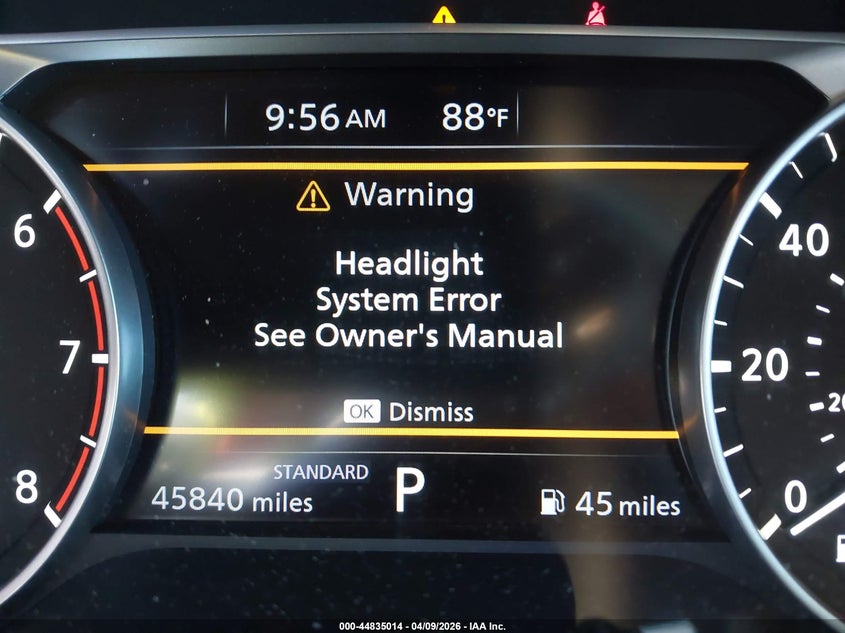 9:56 AM 88°F
Warning
Headlight
System Error
See Owner's Manual
OK Dismiss
STANDARD
45840 miles P 45 miles
6
7
8
40
20
0
20
000-44835014 - 04/09/2026 - IAA Inc.